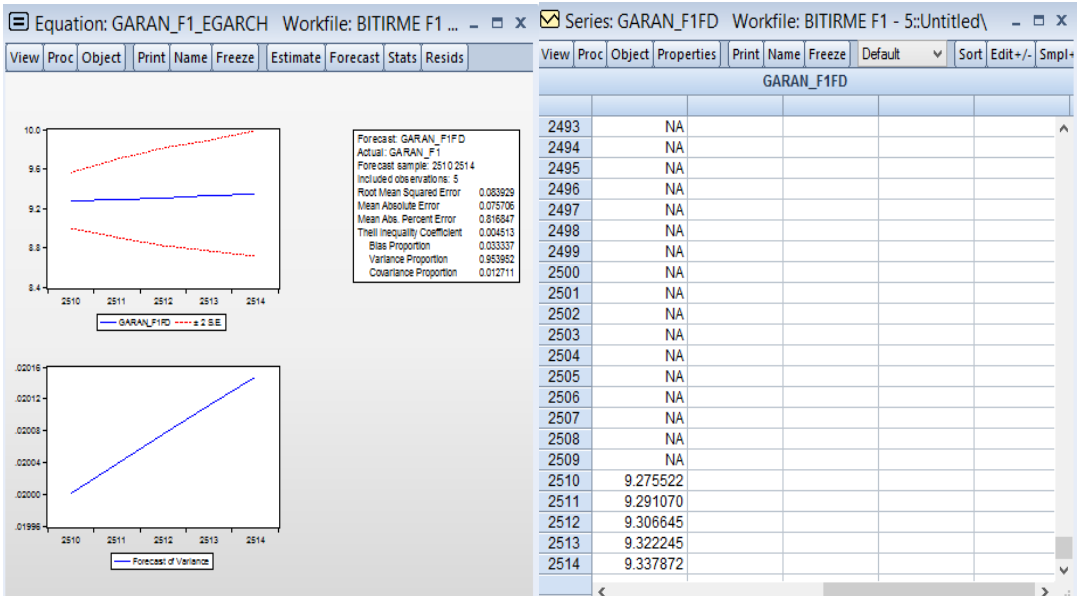 Equation: GARAN_F1_EGARCH Workfile: BITIRME F1 ...
View Proc Object Print Name Freeze Estimate Forecast Stats Resids
10.0
9.6
9.2
8.8
8.4
2510 2511 2512 2513 2514
GARAN_F1FD ± 2 S.E.
Forecast: GARAN_F1FD
Actual: GARAN_F1
Forecast sample: 2510 2514
Included observations: 5
Root Mean Squared Error 0.083929
Mean Absolute Error 0.075706
Mean Abs. Percent Error 0.816847
Theil Inequality Coefficient 0.004513
Bias Proportion 0.033337
Variance Proportion 0.953952
Covariance Proportion 0.012711
.02016
.02012
.02008
.02004
.02000
.01996
2510 2511 2512 2513 2514
Forecast of Variance
Series: GARAN_F1FD Workfile: BITIRME F1 - 5::Untitled\
View Proc Object Properties Print Name Freeze Default Sort Edit+/- Smpl+
GARAN_F1FD
2493 NA
2494 NA
2495 NA
2496 NA
2497 NA
2498 NA
2499 NA
2500 NA
2501 NA
2502 NA
2503 NA
2504 NA
2505 NA
2506 NA
2507 NA
2508 NA
2509 NA
2510 9.275522
2511 9.291070
2512 9.306645
2513 9.322245
2514 9.337872